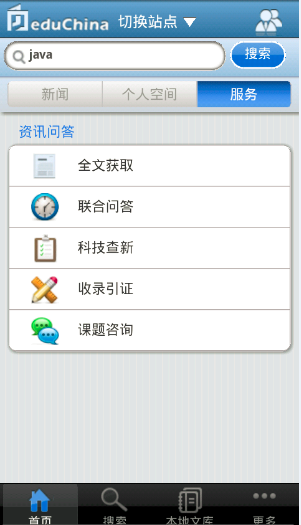 eduChina 切换站点
java 搜索
新闻 个人空间 服务
资讯问答
全文获取
联合问答
科技查新
收录引证
课题咨询
首页 搜索 本地文库 更多